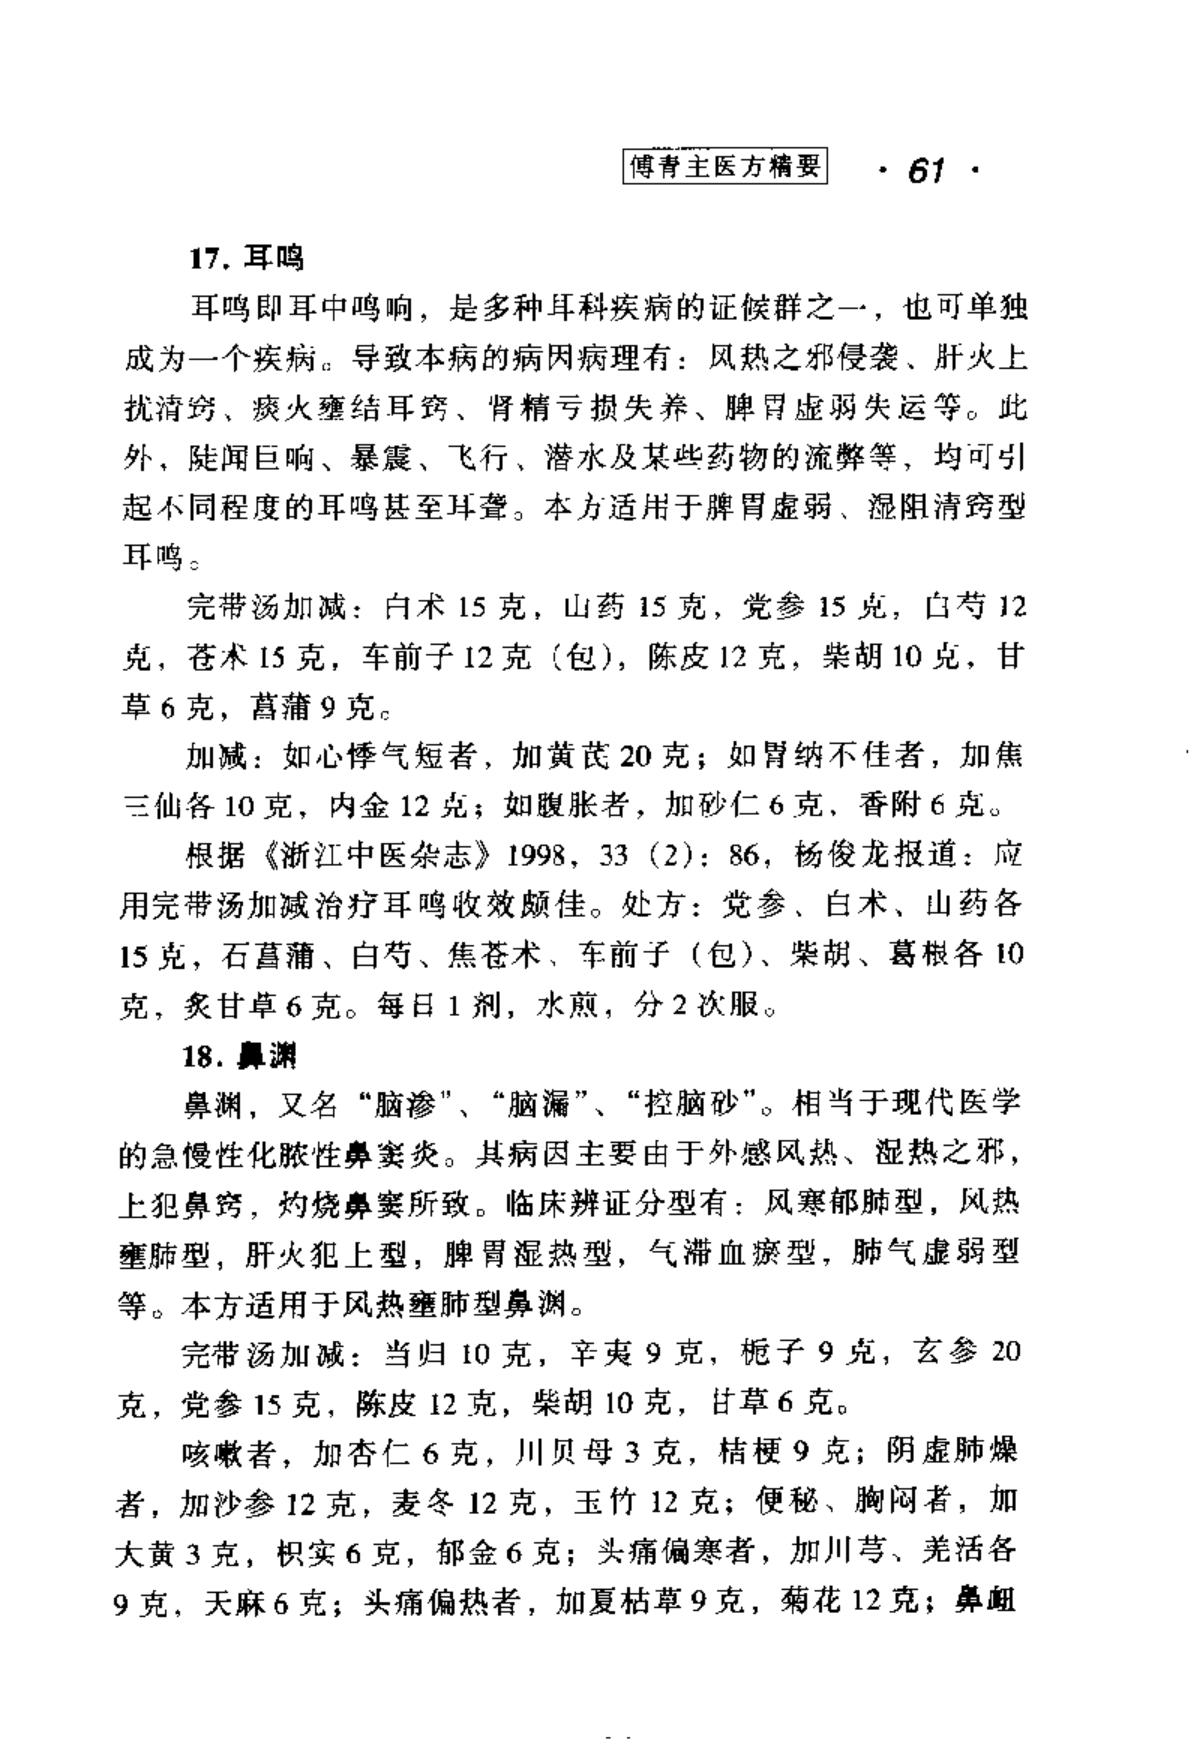 傅青主医方精要 · 61 ·
17. 耳鸣
耳鸣即耳中鸣响，是多种耳科疾病的证候群之一，也可单独
成为一个疾病。导致本病的病因病理有：风热之邪侵袭、肝火上
扰清窍、痰火壅结耳窍、肾精亏损失养、脾胃虚弱失运等。此
外，陡闻巨响、暴震、飞行、潜水及某些药物的流弊等，均可引
起不同程度的耳鸣甚至耳聋。本方适用于脾胃虚弱、湿阻清窍型
耳鸣。
完带汤加减：白术 15 克，山药 15 克，党参 15 克，白芍 12
克，苍术 15 克，车前子 12 克（包），陈皮 12 克，柴胡 10 克，甘
草 6 克，菖蒲 9 克。
加减：如心悸气短者，加黄芪 20 克；如胃纳不佳者，加焦
三仙各 10 克，内金 12 克；如腹胀者，加砂仁 6 克，香附 6 克。
根据《浙江中医杂志》1998，33（2）：86，杨俊龙报道：应
用完带汤加减治疗耳鸣收效颇佳。处方：党参、白术、山药各
15 克，石菖蒲、白芍、焦苍术、车前子（包）、柴胡、葛根各 10
克，炙甘草 6 克。每日 1 剂，水煎，分 2 次服。
18. 鼻渊
鼻渊，又名“脑渗”、“脑漏”、“控脑砂”。相当于现代医学
的急慢性化脓性鼻窦炎。其病因主要由于外感风热、湿热之邪，
上犯鼻窍，灼烧鼻窦所致。临床辨证分型有：风寒郁肺型，风热
壅肺型，肝火犯上型，脾胃湿热型，气滞血瘀型，肺气虚弱型
等。本方适用于风热壅肺型鼻渊。
完带汤加减：当归 10 克，辛夷 9 克，栀子 9 克，玄参 20
克，党参 15 克，陈皮 12 克，柴胡 10 克，甘草 6 克。
咳嗽者，加杏仁 6 克，川贝母 3 克，桔梗 9 克；阴虚肺燥
者，加沙参 12 克，麦冬 12 克，玉竹 12 克；便秘、胸闷者，加
大黄 3 克，枳实 6 克，郁金 6 克；头痛偏寒者，加川芎、羌活各
9 克，天麻 6 克；头痛偏热者，加夏枯草 9 克，菊花 12 克；鼻衄